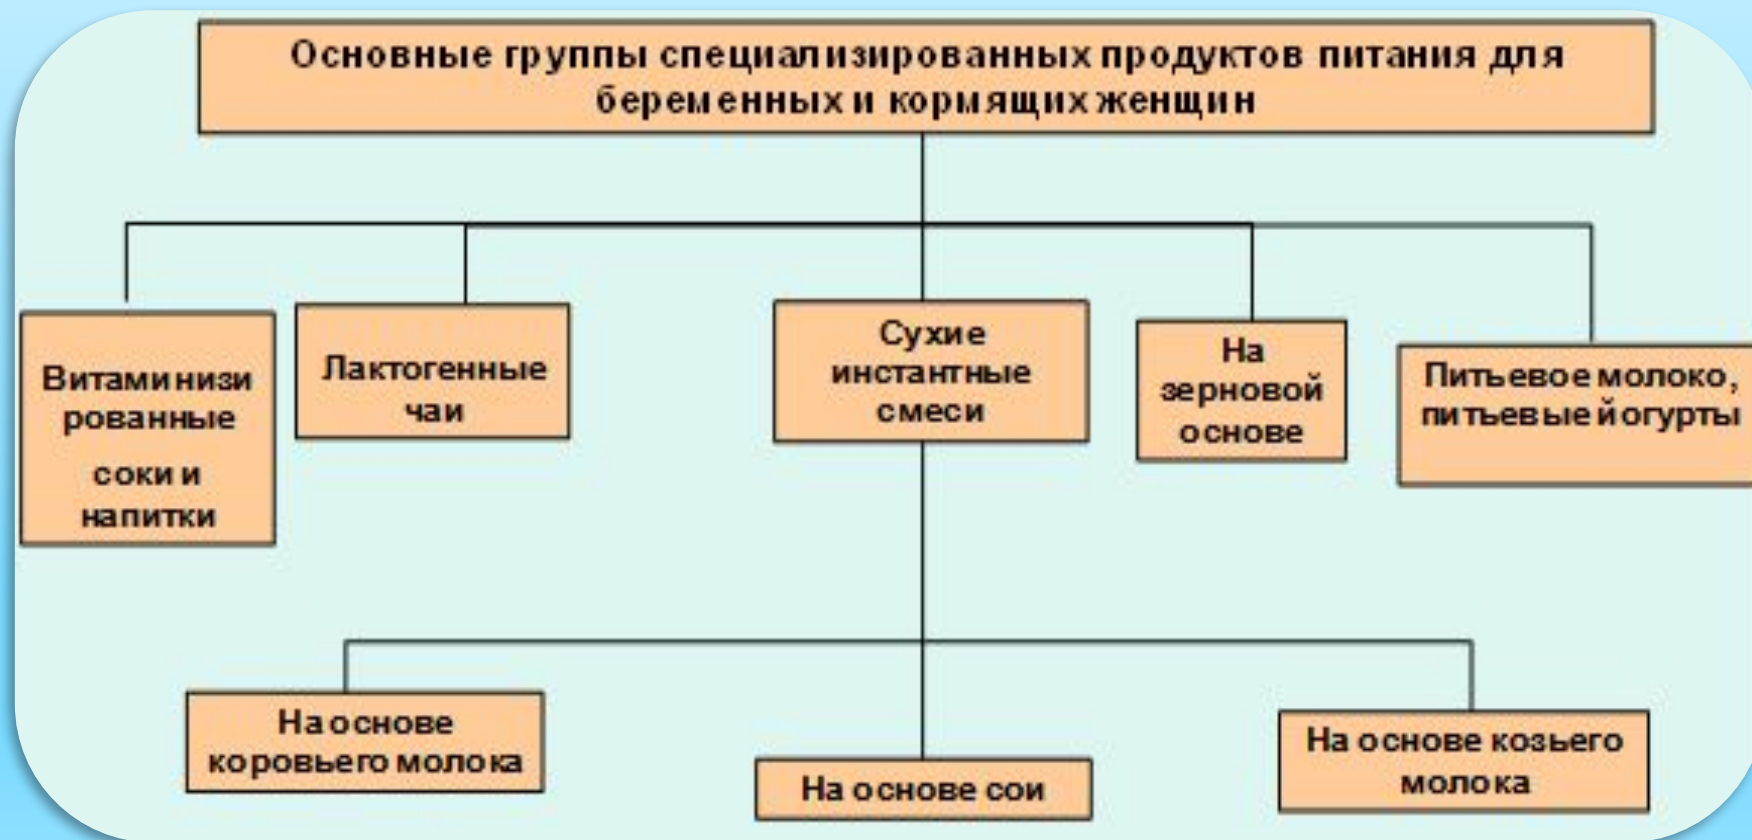 Основные группы специализированных продуктов питания для
беременных и кормящих женщин
Витаминизи
рованные
соки и
напитки
Лактогенные
чаи
Сухие
инстантные
смеси
На
зерновой
основе
Питьевое молоко,
питьевые йогурты
На основе
коровьего молока
На основе сои
На основе козьего
молока